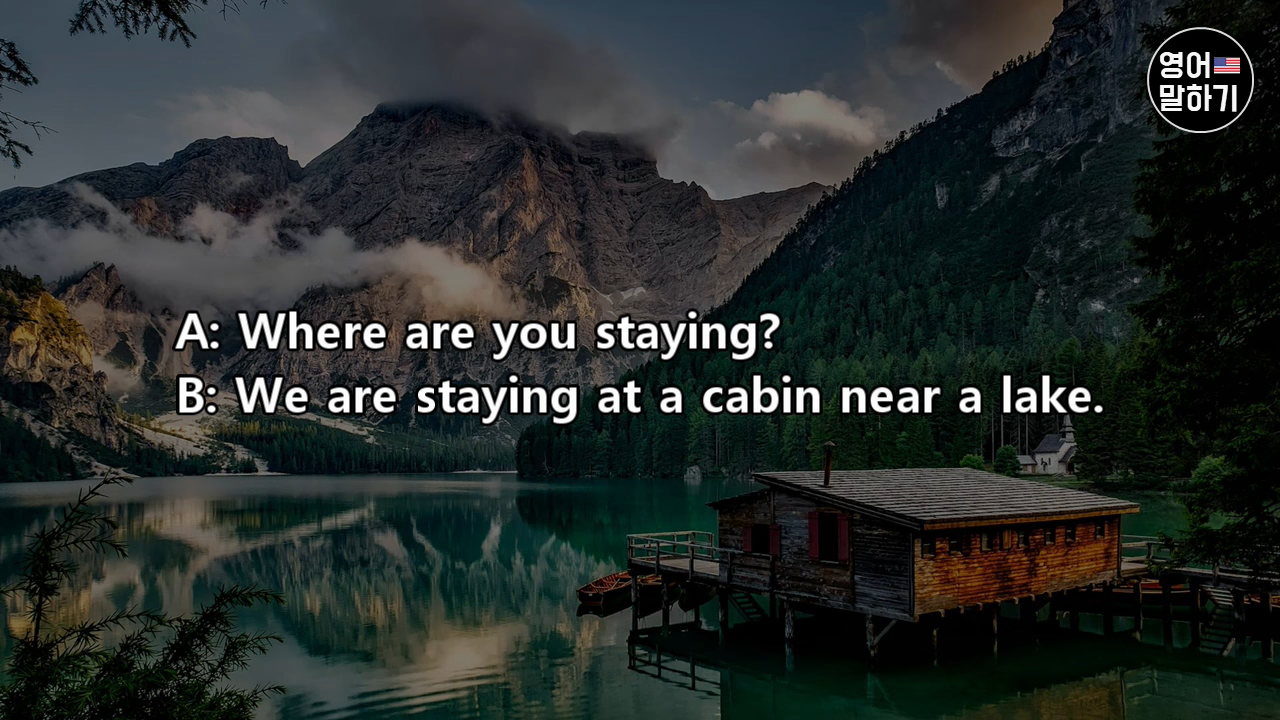 영어
말하기
A: Where are you staying?
B: We are staying at a cabin near a lake.